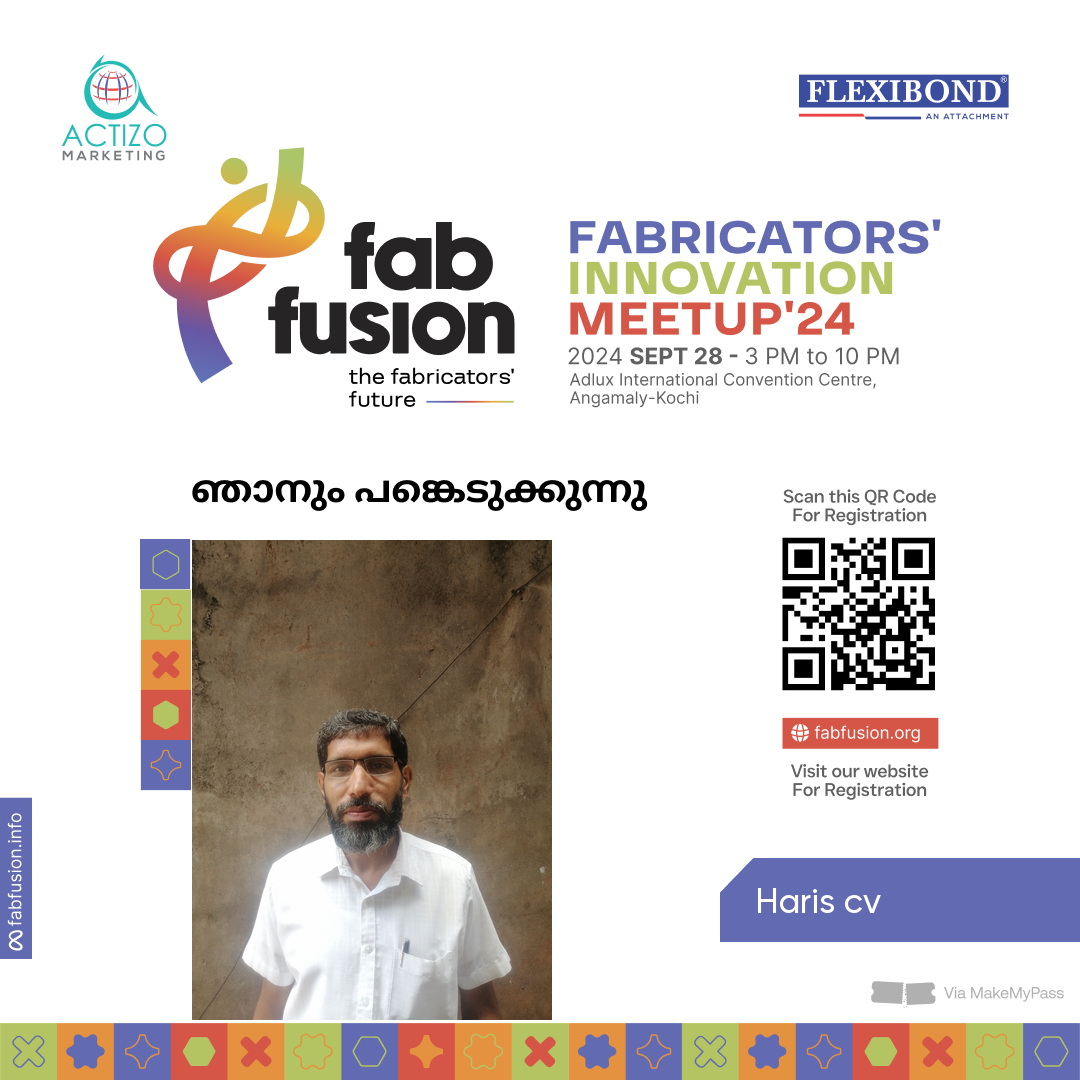 ACTIZO
MARKETING
FLEXIBOND®
AN ATTACHMENT
fab
fusion
the fabricators'
future
FABRICATORS'
INNOVATION
MEETUP'24
2024 SEPT 28 - 3 PM to 10 PM
Adlux International Convention Centre,
Angamaly-Kochi
ഞാനും പങ്കെടുക്കുന്നു
Scan this QR Code
For Registration
fabfusion.org
Visit our website
For Registration
fabfusion.info
Haris cv
Via MakeMyPass